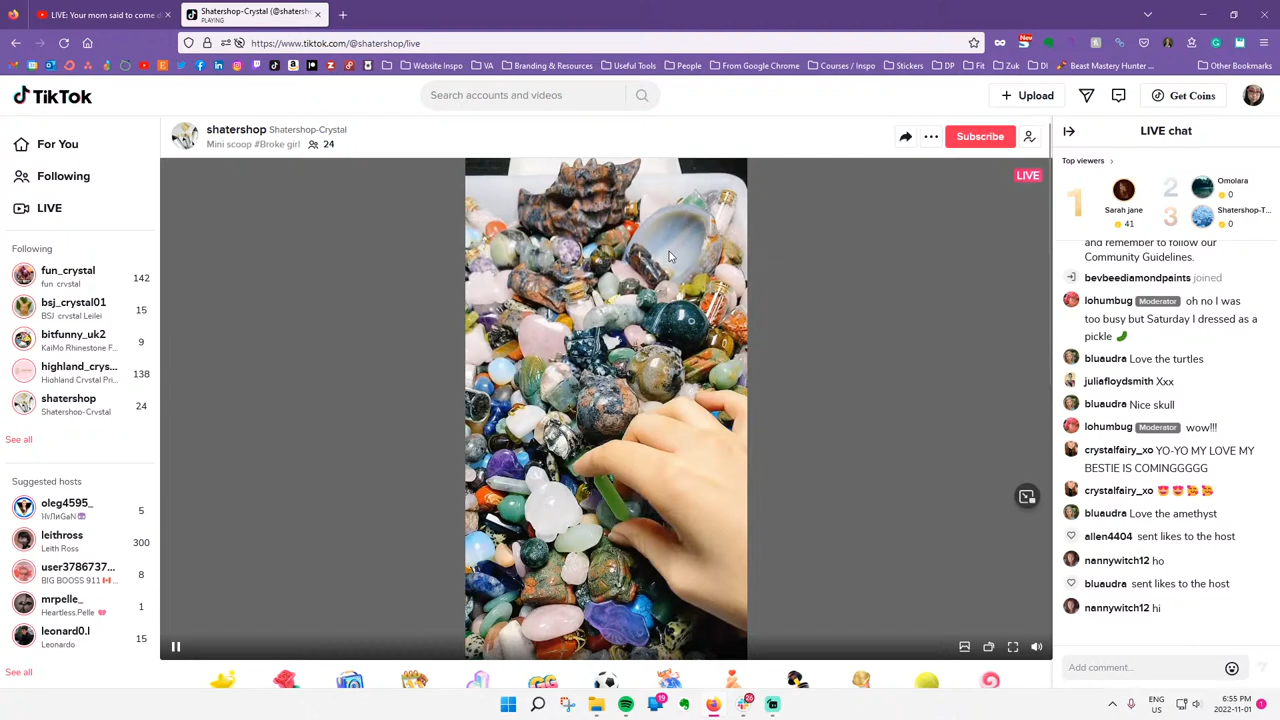 LIVE: Your mom said to come d
Shatershop-Crystal (@shatersh
PLAYING
https://www.tiktok.com/@shatershop/live
Website Inspo
VA
Branding & Resources
Useful Tools
People
From Google Chrome
Courses / Inspo
Stickers
DP
Fit
Zuk
DI
Beast Mastery Hunter ...
Other Bookmarks
New
TikTok
Search accounts and videos
Upload
Get Coins
For You
Following
LIVE
Following
fun_crystal
fun crystal
142
bsj_crystal01
BSJ crystal Leilei
15
bitfunny_uk2
KaiMo Rhinestone F...
9
highland_crys...
Highland Crystal Pri...
138
shatershop
Shatershop-Crystal
24
See all
Suggested hosts
oleg4595_
5
leithross
Leith Ross
300
user3786737...
BIG BOOSS 911
8
mrpelle_
Heartless.Pelle
1
leonard0.l
Leonardo
15
See all
shatershop Shatershop-Crystal
Mini scoop #Broke girl 24
Subscribe
LIVE
LIVE chat
Top viewers
1
Sarah jane
41
2
Omolara
0
3
Shatershop-T...
0
and remember to follow our
Community Guidelines.
bevbeediamondpaints joined
lohumbug Moderator oh no I was
too busy but Saturday I dressed as a
pickle 🥒
bluaudra Love the turtles
juliafloydsmith Xxx
bluaudra Nice skull
lohumbug Moderator wow!!!
crystalfairy_xo YO-YO MY LOVE MY
BESTIE IS COMINGGGGG
crystalfairy_xo 😍😍🥰🥰
bluaudra Love the amethyst
allen4404 sent likes to the host
nannywitch12 ho
bluaudra sent likes to the host
nannywitch12 hi
Add comment...
19
26
ENG
US
6:55 PM
2022-11-01
1